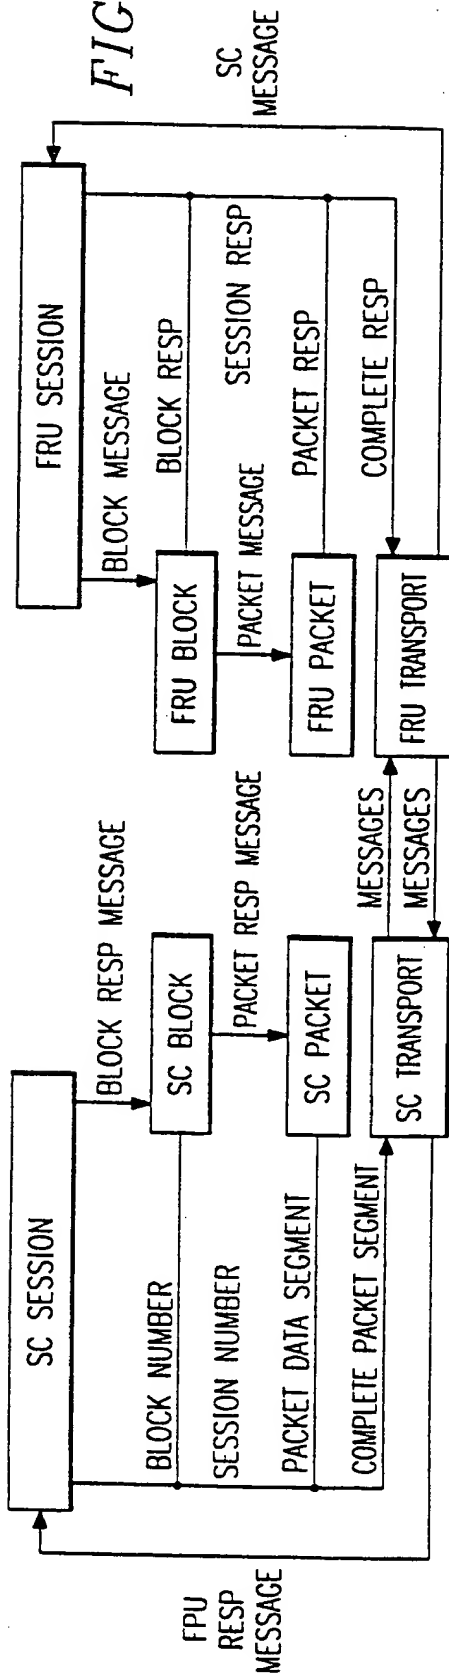 FIG
SC SESSION
FRU SESSION
BLOCK RESP MESSAGE
BLOCK MESSAGE
SC
MESSAGE
BLOCK NUMBER
SC BLOCK
FRU BLOCK
BLOCK RESP
SESSION NUMBER
PACKET RESP MESSAGE
PACKET MESSAGE
SESSION RESP
PACKET DATA SEGMENT
SC PACKET
FRU PACKET
PACKET RESP
COMPLETE PACKET SEGMENT
SC TRANSPORT
MESSAGES
MESSAGES
FRU TRANSPORT
COMPLETE RESP
FPU
RESP
MESSAGE